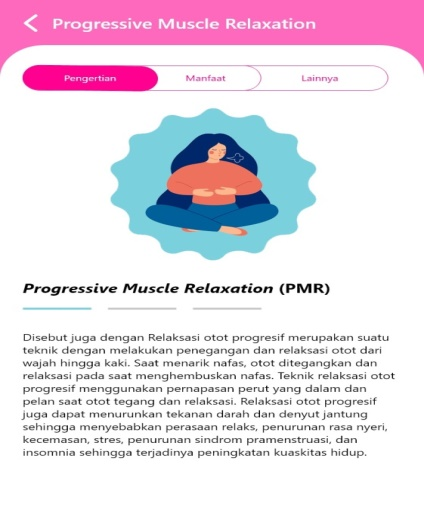 Progressive Muscle Relaxation
Pengertian
Manfaat
Lainnya
Progressive Muscle Relaxation (PMR)
Disebut juga dengan Relaksasi otot progresif merupakan suatu
teknik dengan melakukan penegangan dan relaksasi otot dari
wajah hingga kaki. Saat menarik nafas, otot ditegangkan dan
relaksasi pada saat menghembuskan nafas. Teknik relaksasi otot
progresif menggunakan pernapasan perut yang dalam dan
pelan saat otot tegang dan relaksasi. Relaksasi otot progresif
juga dapat menurunkan tekanan darah dan denyut jantung
sehingga menyebabkan perasaan relaks, penurunan rasa nyeri,
kecemasan, stres, penurunan sindrom pramenstruasi, dan
insomnia sehingga terjadinya peningkatan kuaskitas hidup.